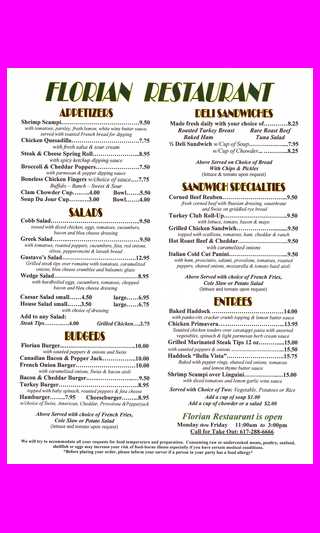 FLORIAN RESTAURANT
APPETIZERS
Shrimp Scampi.................................9.50
with tomatoes, parsley, fresh lemon, white wine butter sauce
served with toasted French bread for dipping
Chicken Quesadilla............................7.75
with fresh salsa & sour cream
Steak & Cheese Spring Roll....................8.95
with spicy ketchup dipping sauce
Broccoli & Cheddar Poppers....................7.50
with parmesan & pepper dipping sauce
Boneless Chicken Fingers w/choice of sauce....7.75
Buffalo - Ranch - Sweet & Sour
Clam Chowder Cup..........4.00 Bowl.....5.50
Soup Du Jour Cup...........3.00 Bowl......4.00
SALADS
Cobb Salad....................................9.50
tossed with diced chicken, eggs, tomatoes, cucumbers,
bacon and bleu cheese dressing
Greek Salad...................................9.50
with tomatoes, roasted peppers, cucumbers, feta, red onion
olives, pepperoncini & lavash bread
Gustavo's Salad..............................12.95
Grilled steak tips over romaine with tomatoes, caramelized
onions, bleu cheese crumbles and balsamic glaze
Wedge Salad...................................8.95
with hardboiled eggs, cucumbers, tomatoes, chopped
bacon and bleu cheese dressing
Caesar Salad small......4.50 large........6.95
House Salad small.......3.50 large........6.75
with choice of dressing
Add to any Salad:
Steak Tips..............4.00 Grilled Chicken...3.75
BURGERS
Florian Burger...............................10.00
with sautéed peppers & onions and Swiss
Canadian Bacon & Pepper Jack.................10.00
French Onion Burger..........................10.00
with caramelized onions, Swiss & bacon aioli
Bacon & Cheddar Burger........................9.50
Turkey Burger.................................8.95
topped with baby spinach, roasted peppers & feta cheese
Hamburger........7.95 Cheeseburger........8.95
w/choice of Swiss, American, Cheddar, Provolone &Pepperjack
Above Served with choice of French Fries,
Cole Slaw or Potato Salad
(lettuce and tomato upon request)
DELI SANDWICHES
Made fresh daily with your choice of..........8.25
Roasted Turkey Breast Rare Roast Beef
Baked Ham Tuna Salad
½ Deli Sandwich w/Cup of Soup.................7.95
w/Cup of Chowder..............8.25
Above Served on Choice of Bread
With Chips & Pickles
(lettuce & tomato upon request)
SANDWICH SPECIALTIES
Corned Beef Reuben............................9.50
fresh corned beef with Russian dressing, sauerkraut
and Swiss on griddled rye bread
Turkey Club Roll-Up...........................9.50
with lettuce, tomato, bacon & mayo
Grilled Chicken Sandwich......................9.50
topped with scallions, tomatoes, ham, cheddar & ranch
Hot Roast Beef & Cheddar......................9.50
with caramelized onions
Italian Cold Cut Panini.......................9.50
with ham, prosciutto, salami, provolone, tomatoes, roasted
peppers, shaved onions, mozzarella & tomato basil aioli
Above Served with choice of French fries,
Cole Slaw or Potato Salad
(lettuce and tomato upon request)
ENTREES
Baked Haddock................................14.00
with panko-ritz cracker crumb topping & lemon butter sauce
Chicken Primavera............................13.95
Sautéed chicken tenders over cavatappi pasta with assorted
vegetables, spinach & light parmesan herb cream sauce
Grilled Marinated Steak Tips 12 oz...........15.00
with sautéed peppers & onions................15.50
Haddock "Bella Vista"........................15.75
Baked with pepper rings, shaved red onions, tomatoes,
and lemon thyme butter sauce
Shrimp Scampi over Linguini..................15.00
with diced tomatoes and lemon garlic wine sauce
Served with Choice of Two: Vegetable, Potatoes or Rice
Add a cup of soup $1.00
Add a cup of chowder or a salad $2.00
Florian Restaurant is open
Monday thru Friday 11:00am to 3:00pm
Call for Take Out: 617-288-6666
We will try to accommodate all your requests for food temperature and preparation. Consuming raw or undercooked meats, poultry, seafood,
shellfish or eggs may increase your risk of food-borne illness especially if you have certain medical conditions.
"Before placing your order, please inform your server if a person in your party has a food allergy"